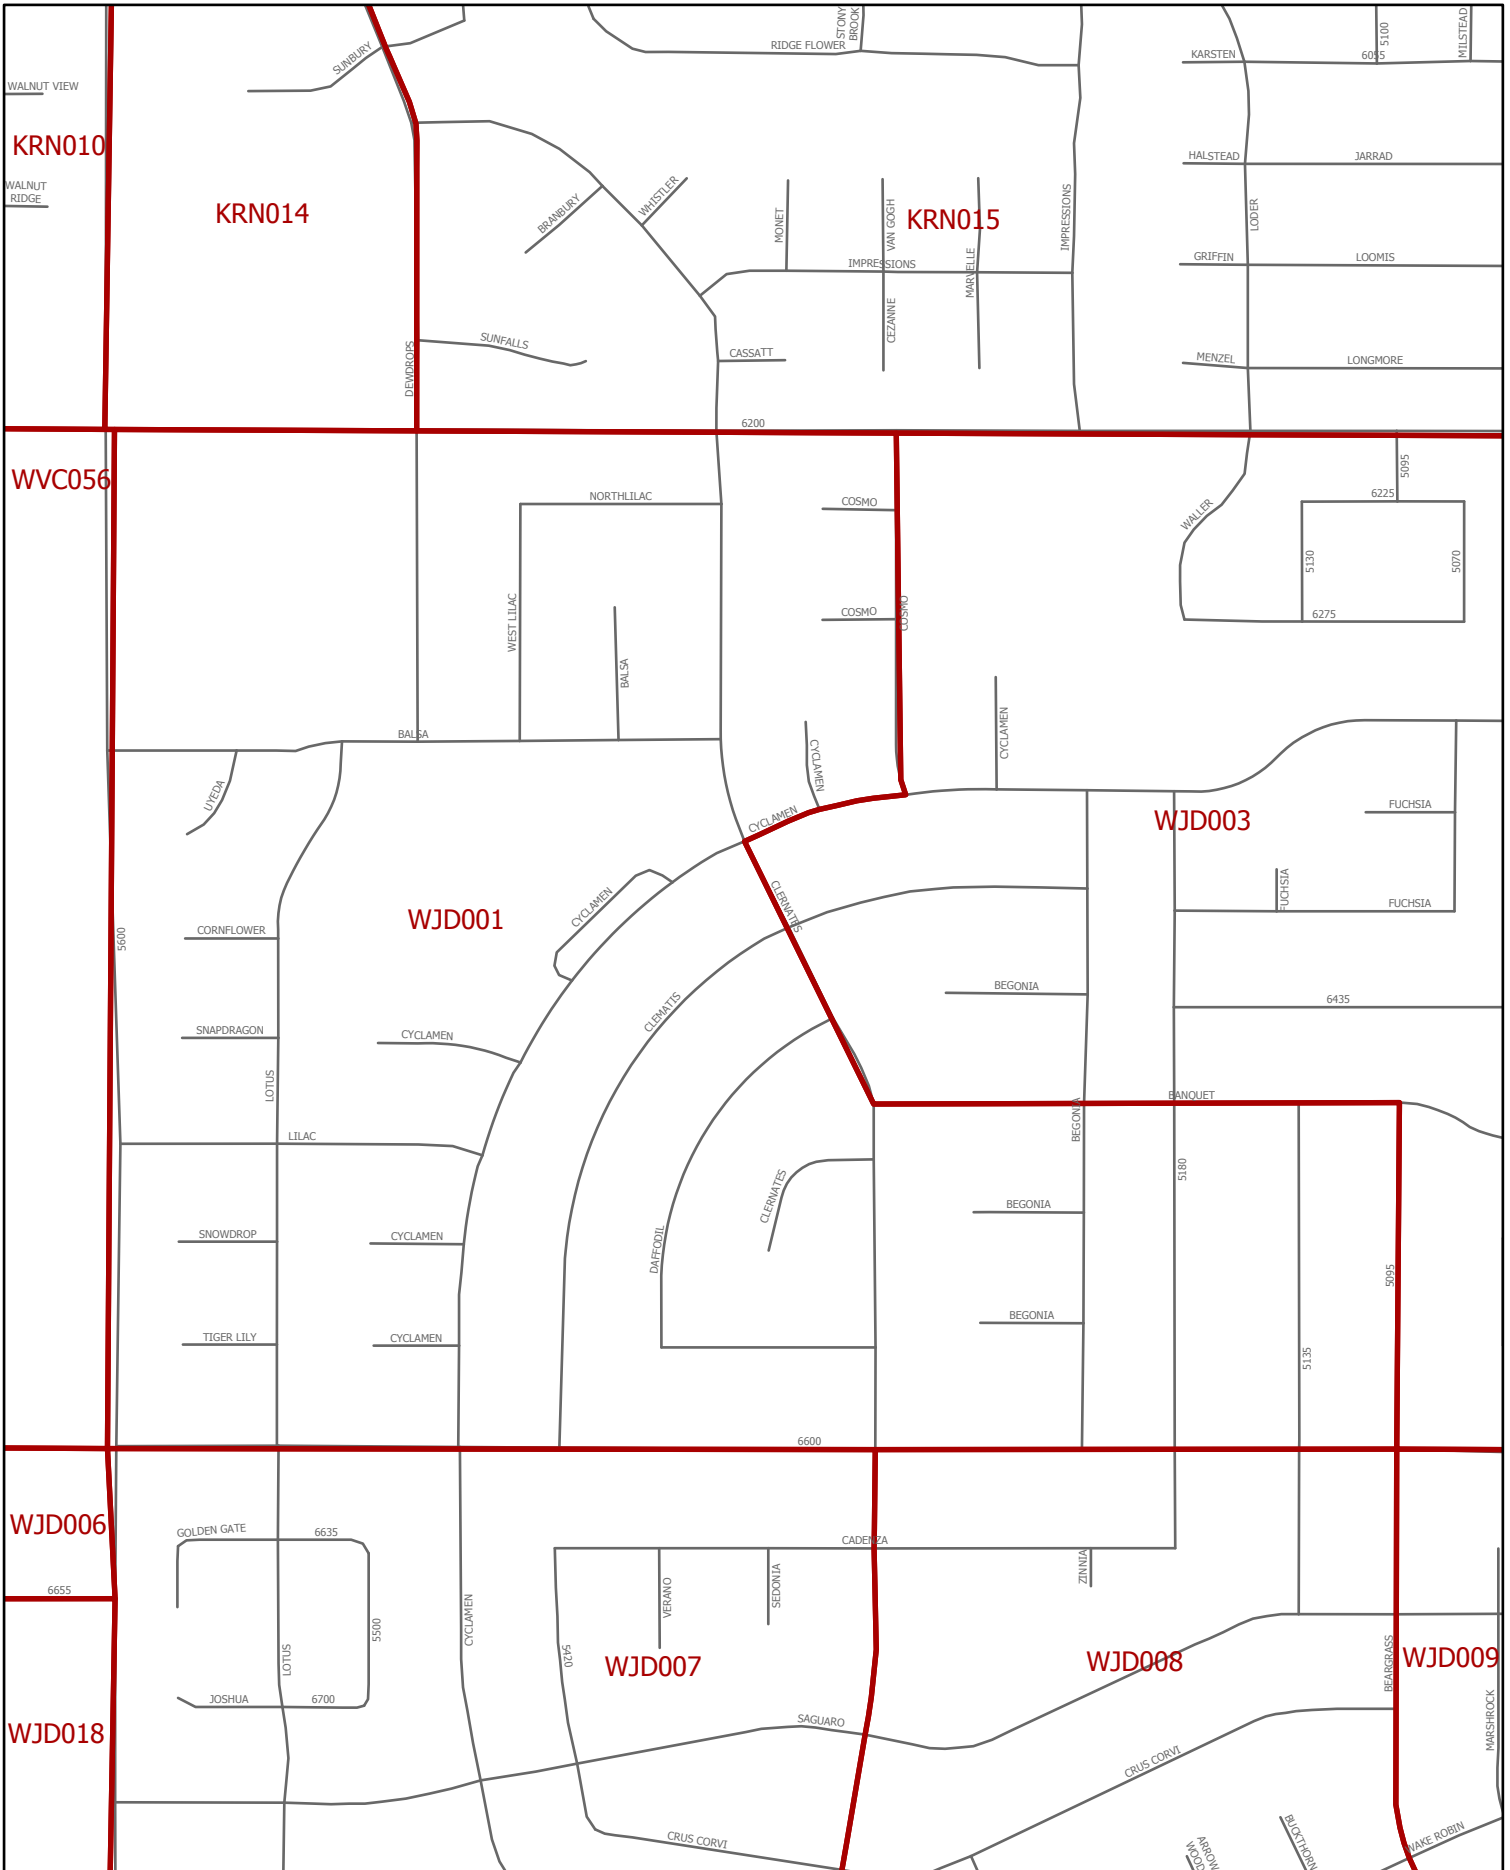 STONY
BROOK
5100
MILSTEAD
SUNBURY
RIDGE FLOWER
KARSTEN
6055
WALNUT VIEW
KRN010
HALSTEAD
JARRAD
WALNUT
RIDGE
KRN014
BRANBURY
WHISTLER
MONET
VAN GOGH
KRN015
IMPRESSIONS
LODER
IMPRESSIONS
MARVELLE
GRIFFIN
LOOMIS
CEZANNE
SUNFALLS
CASSATT
DEWDROPS
MENZEL
LONGMORE
6200
WVC056
5095
NORTHLILAC
COSMO
6225
WALLER
5130
5070
WEST LILAC
COSMO
COSMO
6275
BALSA
BALSA
CYCLAMEN
CYCLAMEN
UYEDA
CYCLAMEN
WJD003
FUCHSIA
CYCLAMEN
CLERNATES
FUCHSIA
FUCHSIA
WJD001
5600
CORNFLOWER
BEGONIA
6435
CLEMATIS
SNAPDRAGON
CYCLAMEN
LOTUS
BANQUET
BEGONIA
LILAC
5180
CLERNATES
BEGONIA
SNOWDROP
CYCLAMEN
DAFFODIL
5095
BEGONIA
TIGER LILY
CYCLAMEN
5135
6600
WJD006
GOLDEN GATE
6635
CADENZA
ZINNIA
6655
VERANO
SEDONIA
CYCLAMEN
5500
LOTUS
5420
WJD007
WJD008
BEARGRASS
WJD009
JOSHUA
6700
WJD018
SAGUARO
MARSHROCK
CRUS CORVI
CRUS CORVI
ARROW
WOOD
BUCKTHORN
WAKE ROBIN